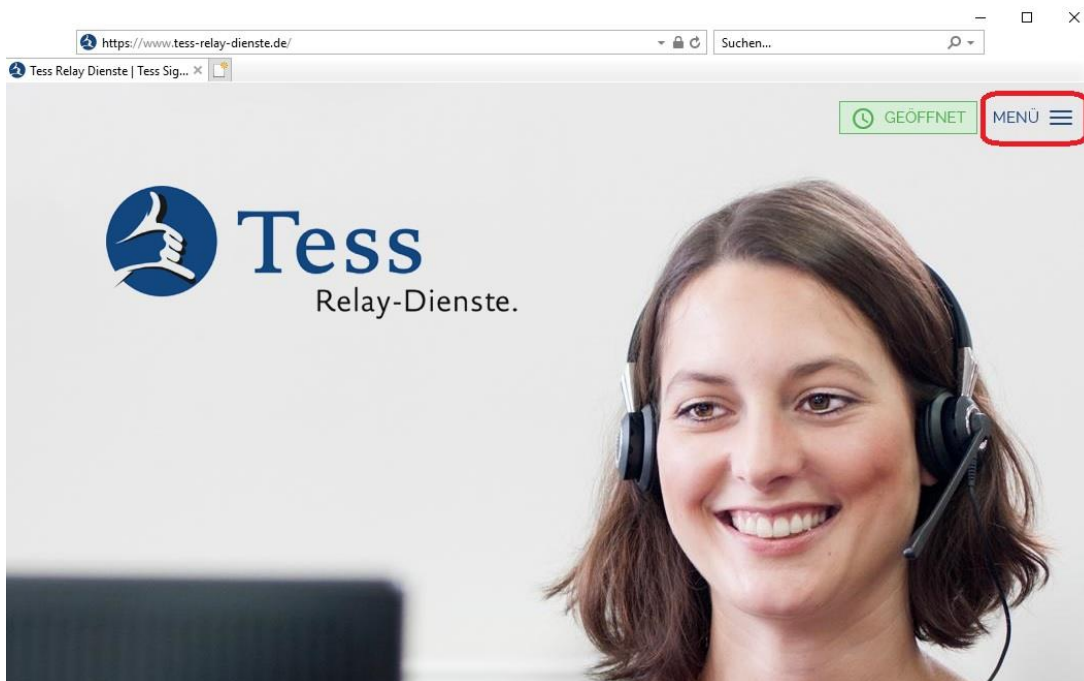 https://www.tess-relay-dienste.de/
Suchen...
Tess Relay Dienste | Tess Sig...
GEÖFFNET
MENÜ
Tess
Relay-Dienste.